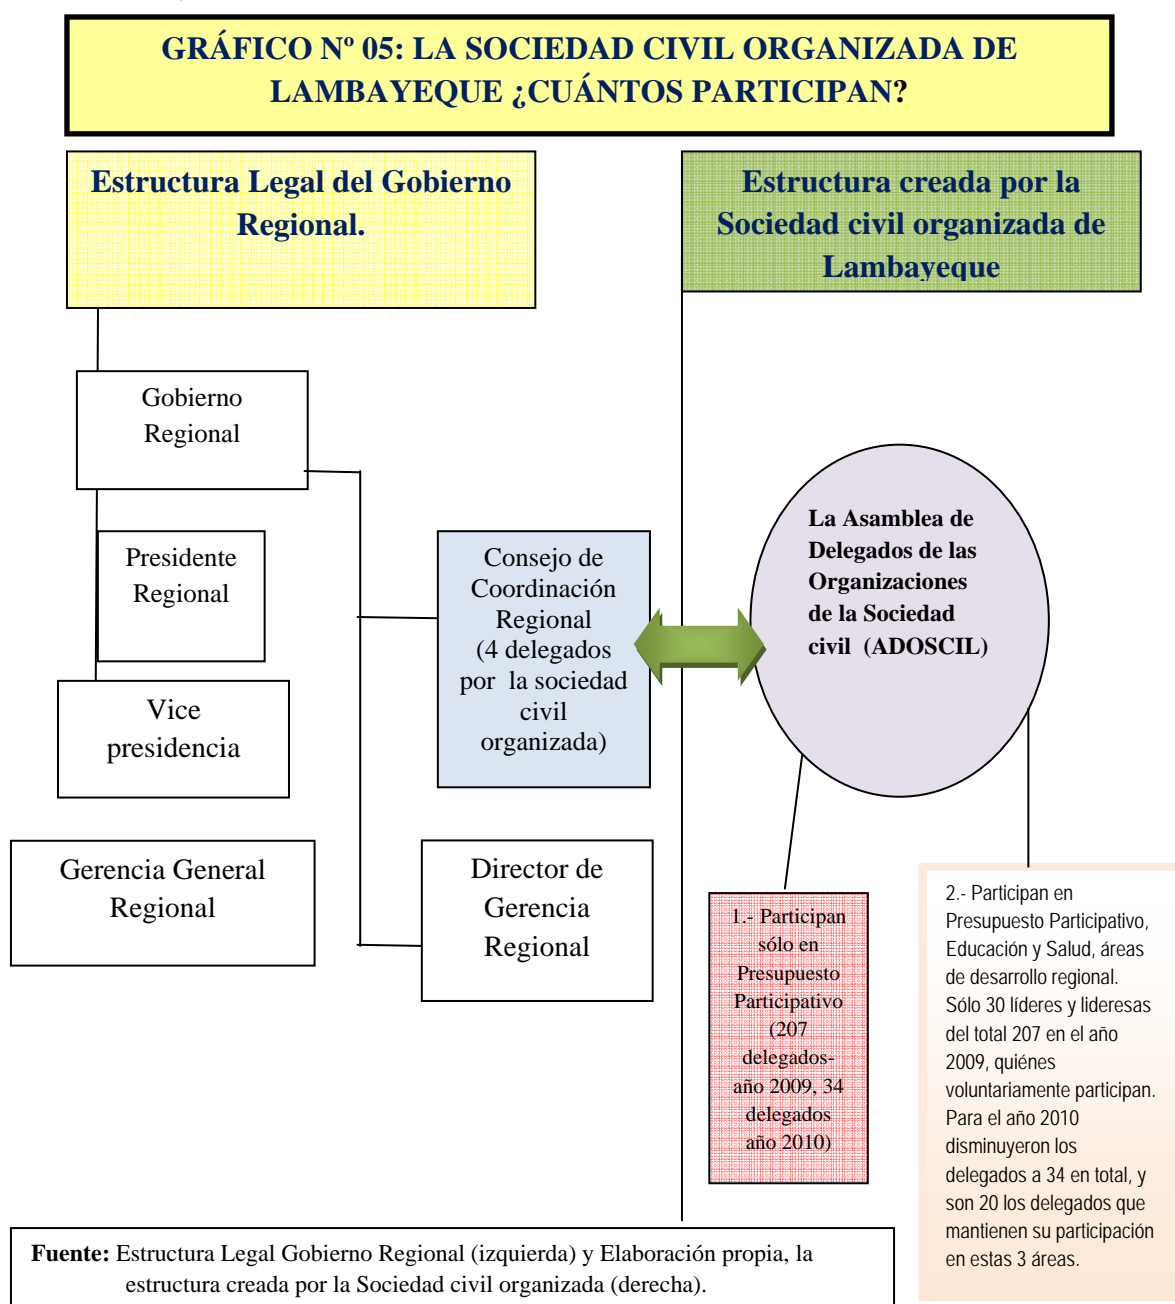 GRÁFICO Nº 05: LA SOCIEDAD CIVIL ORGANIZADA DE
LAMBAYEQUE ¿CUÁNTOS PARTICIPAN?
Estructura Legal del Gobierno
Regional.
Estructura creada por la
Sociedad civil organizada de
Lambayeque
Gobierno
Regional
Presidente
Regional
Vice
presidencia
Gerencia General
Regional
Consejo de
Coordinación
Regional
(4 delegados
por la sociedad
civil
organizada)
Director de
Gerencia
Regional
La Asamblea de
Delegados de las
Organizaciones
de la Sociedad
civil (ADOSCIL)
1.- Participan
sólo en
Presupuesto
Participativo
(207
delegados-
año 2009, 34
delegados
año 2010)
2.- Participan en
Presupuesto Participativo,
Educación y Salud, áreas
de desarrollo regional.
Sólo 30 líderes y lideresas
del total 207 en el año
2009, quiénes
voluntariamente participan.
Para el año 2010
disminuyeron los
delegados a 34 en total, y
son 20 los delegados que
mantienen su participación
en estas 3 áreas.
Fuente: Estructura Legal Gobierno Regional (izquierda) y Elaboración propia, la
estructura creada por la Sociedad civil organizada (derecha).